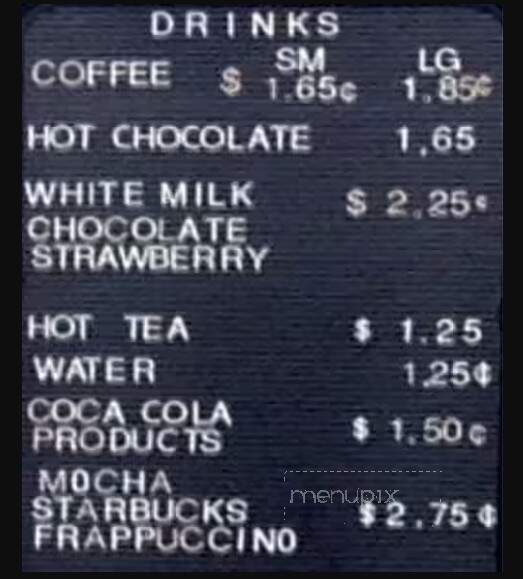 DRINKS
SM LG
COFFEE $ 1.65¢ 1.85¢
HOT CHOCOLATE 1,65
WHITE MILK $ 2.25¢
CHOCOLATE
STRAWBERRY
HOT TEA $ 1.25
WATER 1.25¢
COCA COLA
PRODUCTS $ 1.50¢
MOCHA
menupix
STARBUCKS $2.75¢
FRAPPUCCINO